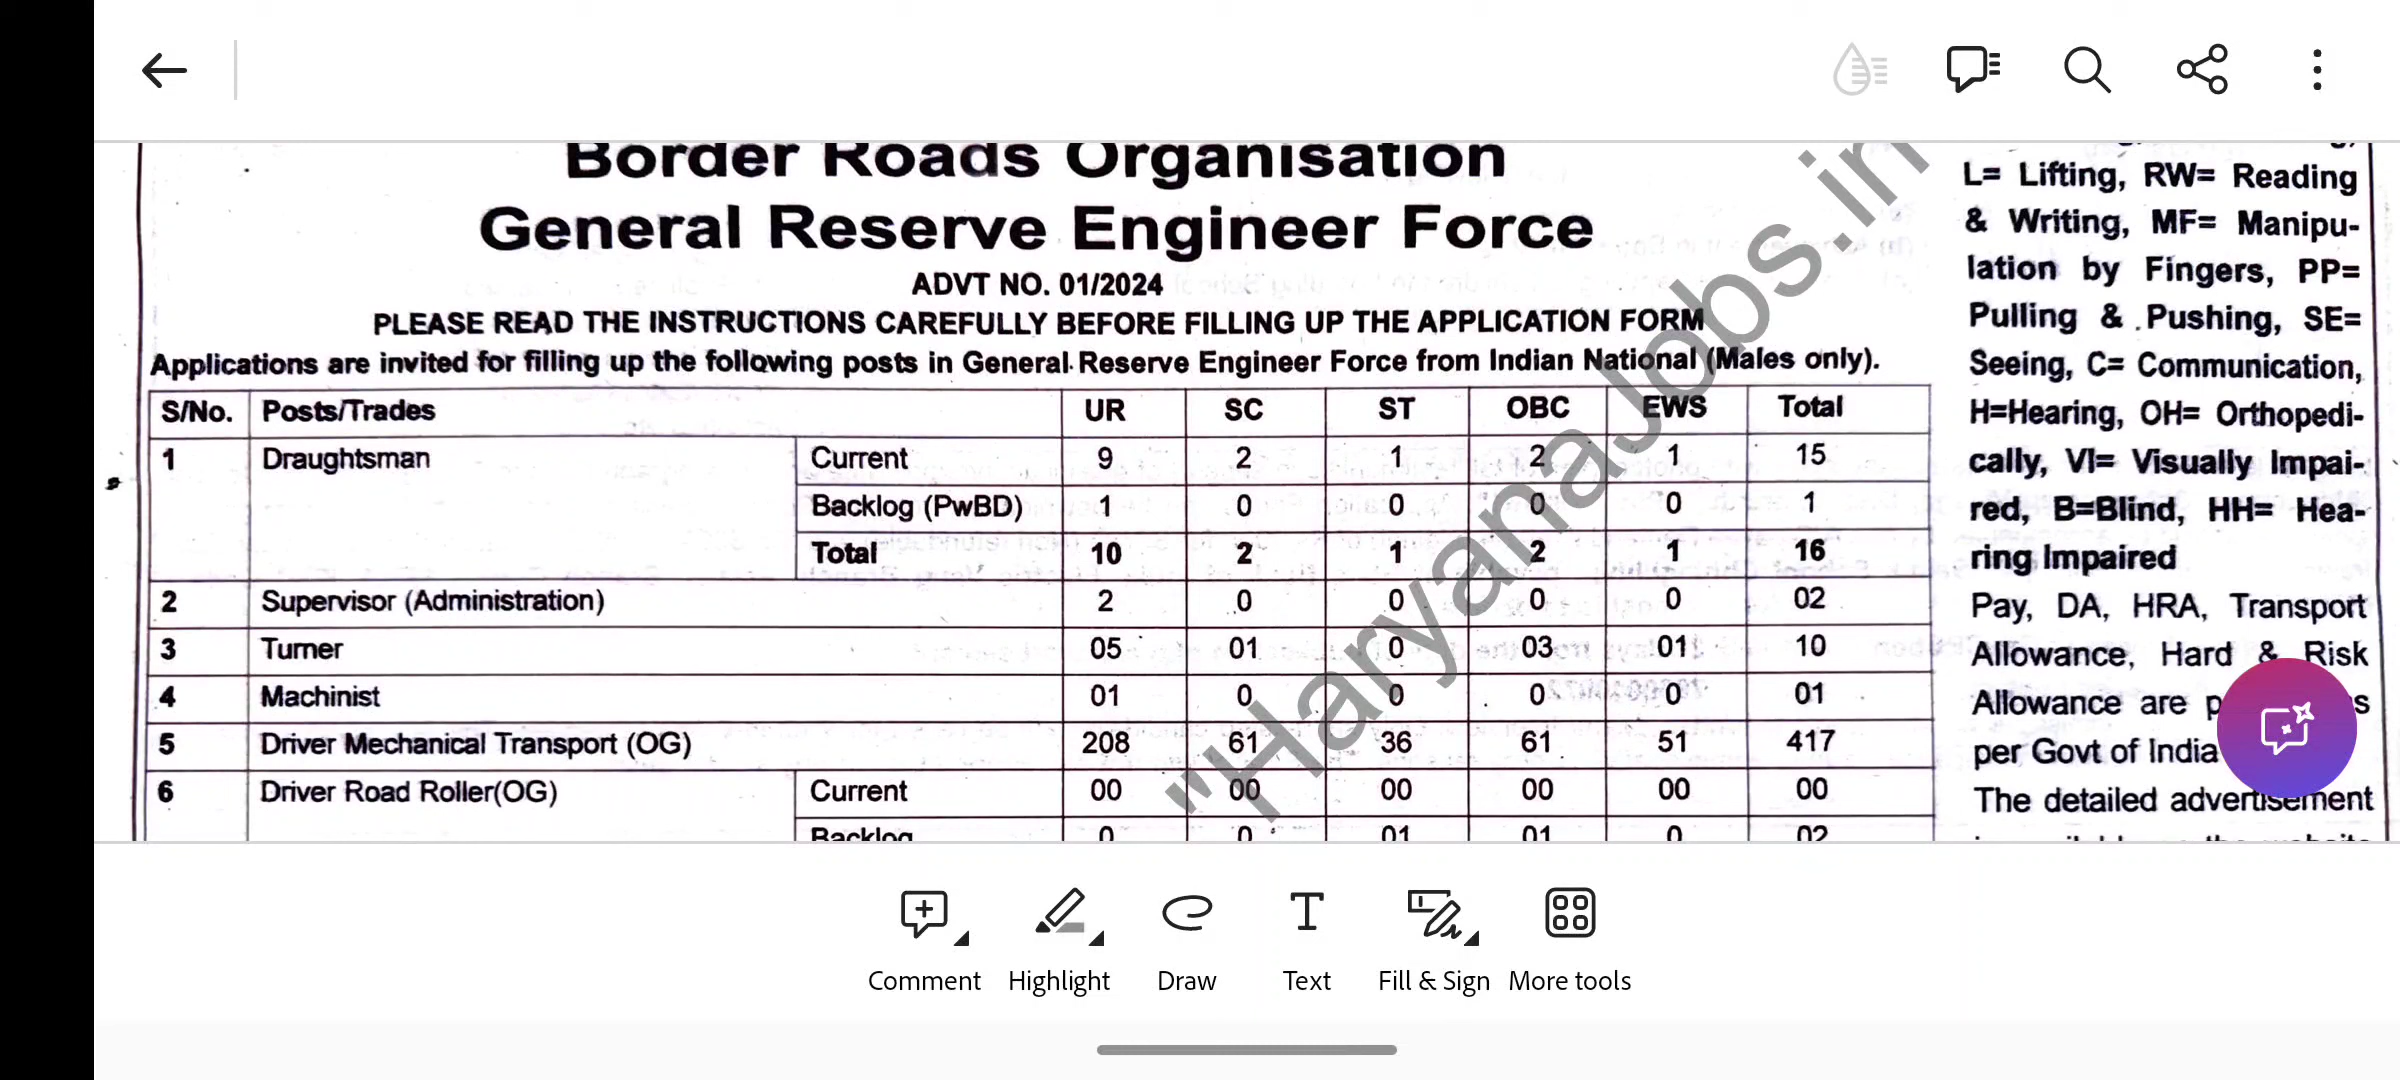 Border Roads Organisation
General Reserve Engineer Force
ADVT NO. 01/2024
PLEASE READ THE INSTRUCTIONS CAREFULLY BEFORE FILLING UP THE APPLICATION FORM
Applications are invited for filling up the following posts in General Reserve Engineer Force from Indian National (Males only).
S/No. Posts/Trades UR SC ST OBC EWS Total
1 Draughtsman Current 9 2 1 2 1 15
Backlog (PwBD) 1 0 0 0 0 1
Total 10 2 1 2 1 16
2 Supervisor (Administration) 2 0 0 0 0 02
3 Turner 05 01 0 03 01 10
4 Machinist 01 0 0 0 0 01
5 Driver Mechanical Transport (OG) 208 61 36 61 51 417
6 Driver Road Roller(OG) Current 00 00 00 00 00 00
Backlog 0 0 01 01 0 02
"HaryanaJobs.in
L= Lifting, RW= Reading
& Writing, MF= Manipu-
lation by Fingers, PP=
Pulling & Pushing, SE=
Seeing, C= Communication,
H=Hearing, OH= Orthopedi-
cally, VI= Visually Impai-
red, B=Blind, HH= Hea-
ring Impaired
Pay, DA, HRA, Transport
Allowance, Hard & Risk
Allowance are
per Govt of India
The detailed advertisement
Comment Highlight Draw Text Fill & Sign More tools